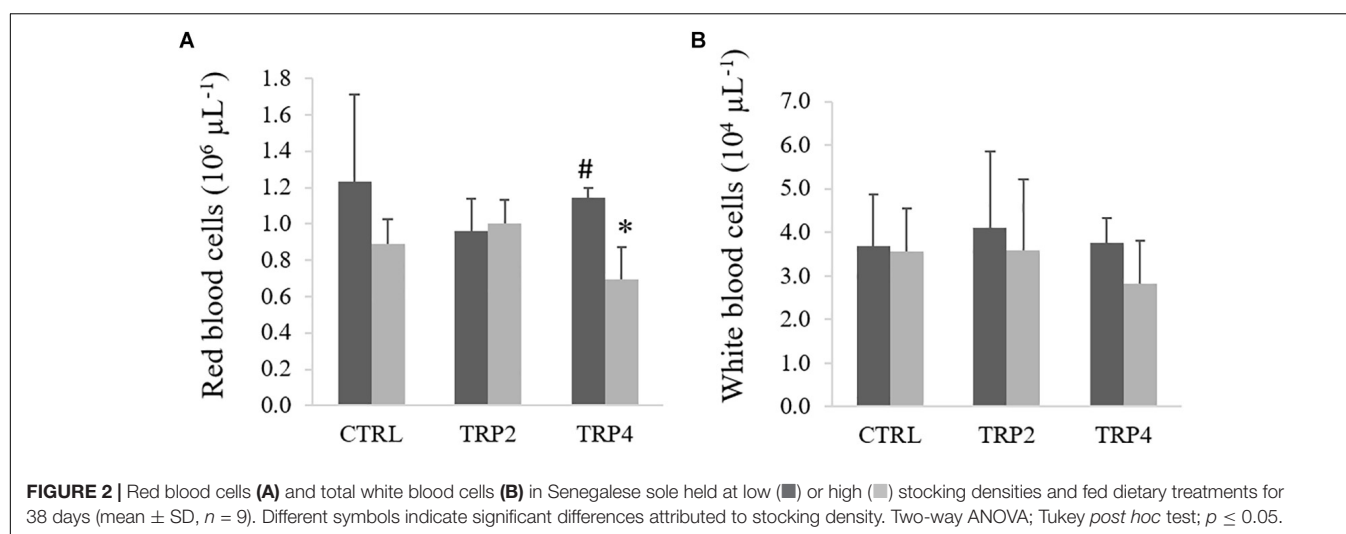 A
B
Red blood cells (10⁶ µL⁻¹)
1.8
1.6
1.4
1.2
1.0
0.8
0.6
0.4
0.2
0.0
#
*
CTRL TRP2 TRP4
White blood cells (10⁴ µL⁻¹)
7.0
6.0
5.0
4.0
3.0
2.0
1.0
0.0
CTRL TRP2 TRP4
FIGURE 2 | Red blood cells (A) and total white blood cells (B) in Senegalese sole held at low (■) or high (■) stocking densities and fed dietary treatments for
38 days (mean ± SD, n = 9). Different symbols indicate significant differences attributed to stocking density. Two-way ANOVA; Tukey post hoc test; p ≤ 0.05.